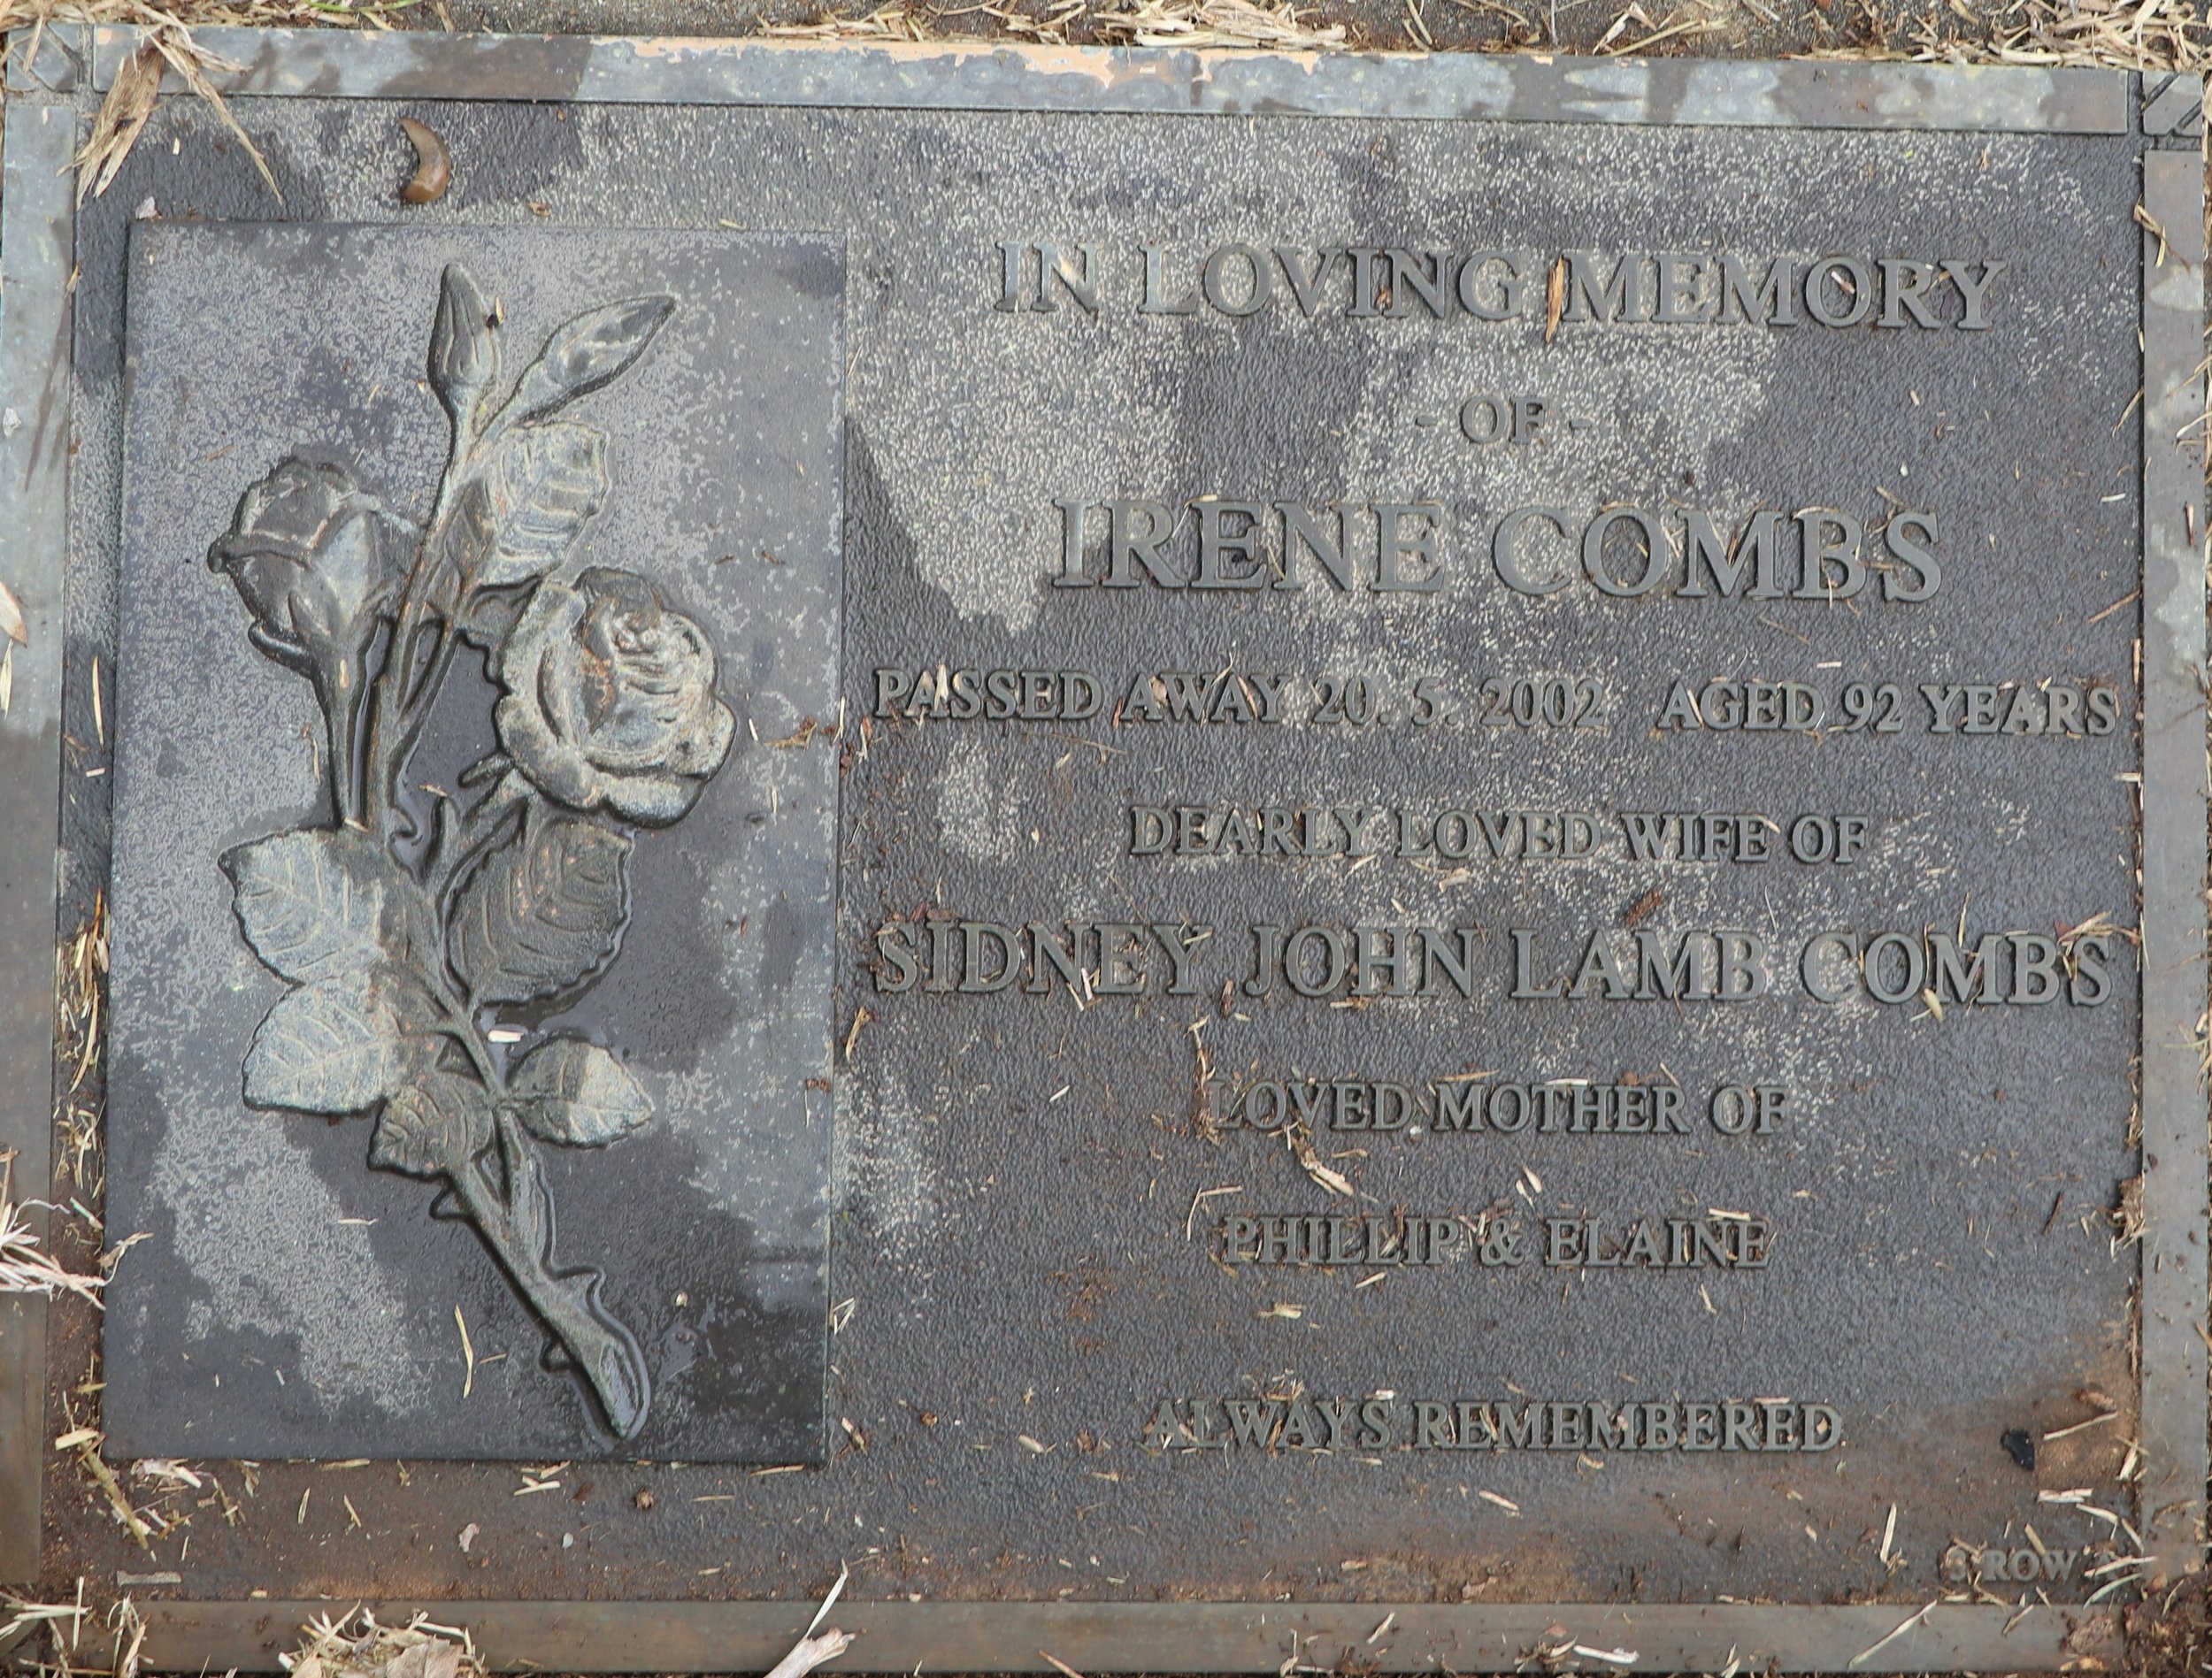 IN LOVING MEMORY
- OF -
IRENE COMBS
PASSED AWAY 20. 5. 2002 AGED 92 YEARS
DEARLY LOVED WIFE OF
SIDNEY JOHN LAMB COMBS
LOVED MOTHER OF
PHILLIP & ELAINE
ALWAYS REMEMBERED
ROW